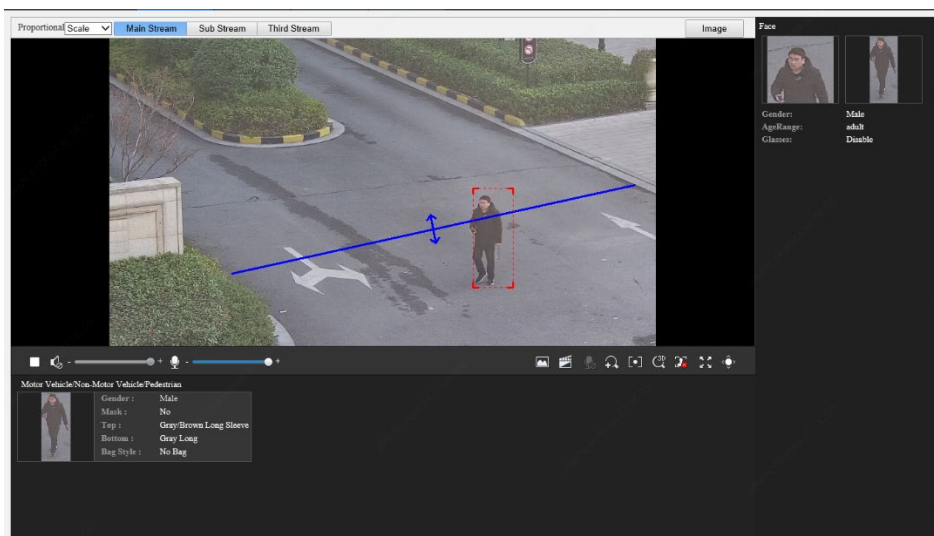 Proportional Scale Main Stream Sub Stream Third Stream Image
Face
Gender: Male
AgeRange: adult
Glasses: Disable
- + - +
3D
Motor Vehicle/Non-Motor Vehicle/Pedestrian
Gender : Male
Mask : No
Top : Gray/Brown Long Sleeve
Bottom : Gray Long
Bag Style : No Bag